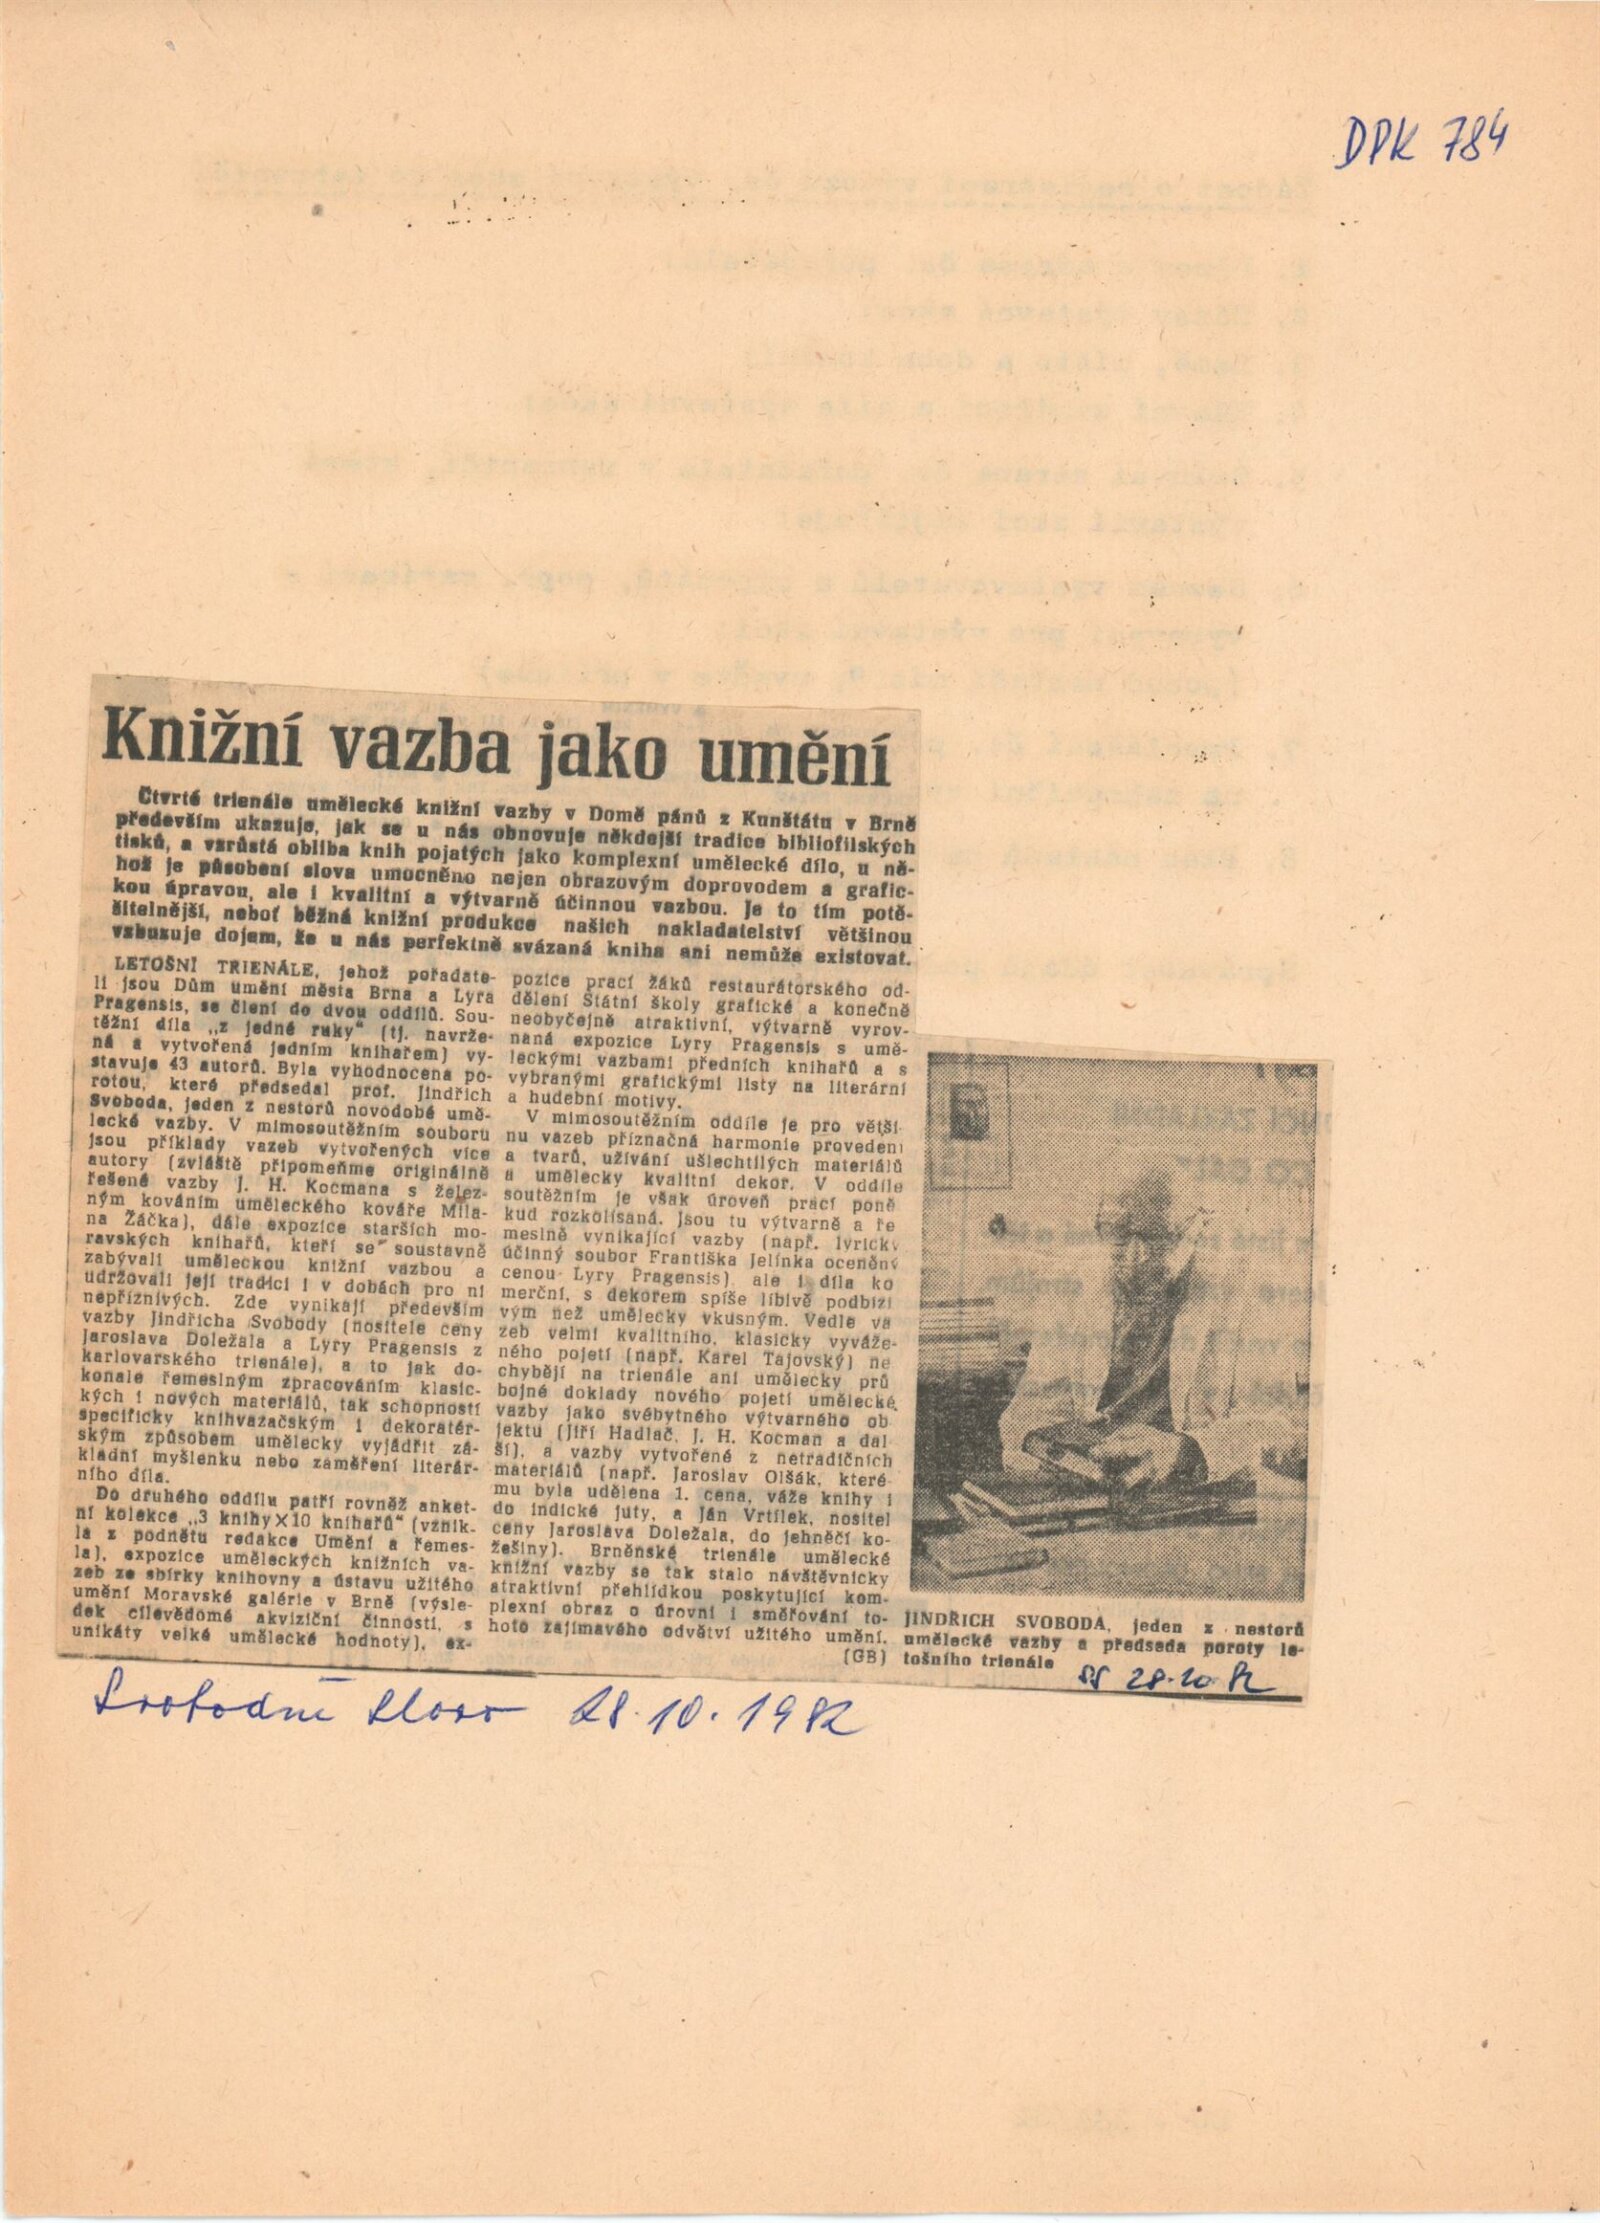 DPK 784
Knižní vazba jako umění
Čtvrté trienále umělecké knižní vazby v Domě pánů z Kunštátu v Brně
především ukazuje, jak se u nás obnovuje někdejší tradice bibliofilských
tisků, a vzrůstá obliba knih pojatých jako komplexní umělecké dílo, u ně-
hož je působení slova umocněno nejen obrazovým doprovodem a grafic-
kou úpravou, ale i kvalitní a výtvarně účinnou vazbou. Je to tím potě-
šitelnější, neboť běžná knižní produkce našich nakladatelství většinou
vzbuzuje dojem, že u nás perfektně svázaná kniha ani nemůže existovat.
LETOŠNÍ TRIENÁLE, jehož pořadate-
li jsou Dům umění města Brna a Lyra
Pragensis, se člení do dvou oddílů. Sou-
těžní díla „z jedné ruky“ (tj. navrže-
ná a vytvořená jedním knihařem) vy-
stavuje 43 autorů. Byla vyhodnocena po-
rotou, které předsedal prof. Jindřich
Svoboda, jeden z nestorů novodobé umě-
lecké vazby. V mimosoutěžním souboru
jsou příklady vazeb vytvořených více
autory (zvláště připomeňme originálně
řešené vazby J. H. Kocmana s želez-
ným kováním uměleckého kováře Mila-
na Žáčka), dále expozice starších mo-
ravských knihařů, kteří se soustavně
zabývali uměleckou knižní vazbou a
udržovali její tradici i v dobách pro ni
nepříznivých. Zde vynikají především
vazby Jindřicha Svobody (nositele ceny
Jaroslava Doležala a Lyry Pragensis z
karlovarského trienále), a to jak do-
konale řemeslným zpracováním klasic-
kých i nových materiálů, tak schopností
specificky knihvazačským i dekoratér-
ským způsobem umělecky vyjádřit zá-
kladní myšlenku nebo zaměření literár-
ního díla.
Do druhého oddílu patří rovněž anket-
ní kolekce „3 knihy×10 knihařů“ (vznik-
la z podnětu redakce Umění a řemes-
la), expozice uměleckých knižních va-
zeb ze sbírky knihovny a ústavu užitého
umění Moravské galérie v Brně (výsle-
dek cílevědomé akviziční činnosti, s
unikáty velké umělecké hodnoty), ex-
pozice prací žáků restaurátorského od-
dělení Státní školy grafické a konečně
neobyčejně atraktivní, výtvarně vyrov-
naná expozice Lyry Pragensis s umě-
leckými vazbami předních knihařů a s
vybranými grafickými listy na literární
a hudební motivy.
V mimosoutěžním oddíle je pro větši
nu vazeb příznačná harmonie provedení
a tvarů, užívání ušlechtilých materiálů
a umělecky kvalitní dekor. V oddíle
soutěžním je však úroveň prací poně
kud rozkolísaná. Jsou tu výtvarně a ře
meslně vynikající vazby (např. lyricky
účinný soubor Františka Jelínka oceněný
cenou Lyry Pragensis), ale i díla ko
merční, s dekorem spíše líbivě podbízi
vým než umělecky vkusným. Vedle va
zeb velmi kvalitního, klasicky vyváže-
ného pojetí (např. Karel Tajovský) ne
chybějí na trienále ani umělecky prů
bojné doklady nového pojetí umělecké
vazby jako svébytného výtvarného ob
jektu (Jiří Hadlač, J. H. Kocman a dal
ší), a vazby vytvořené z netradičních
materiálů (např. Jaroslav Olšák, které-
mu byla udělena 1. cena, váže knihy i
do indické juty, a Ján Vrtílek, nositel
ceny Jaroslava Doležala, do jehněčí ko-
žešiny). Brněnské trienále umělecké
knižní vazby se tak stalo návštěvnicky
atraktivní přehlídkou poskytující kom-
plexní obraz o úrovni i směřování to-
hoto zajímavého odvětví užitého umění.
(GB)
JINDŘICH SVOBODA, jeden z nestorů
umělecké vazby a předseda poroty le-
tošního trienále
SS 28.10.82
Svobodné slovo 28.10.1982